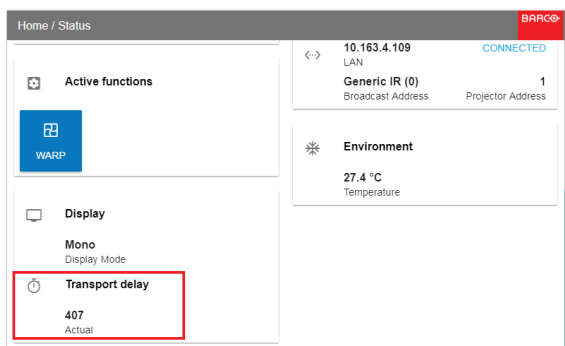 Home / Status
BARCO
Active functions
WARP
Display
Mono
Display Mode
Transport delay
407
Actual
10.163.4.109 CONNECTED
LAN
Generic IR (0) 1
Broadcast Address Projector Address
Environment
27.4 °C
Temperature